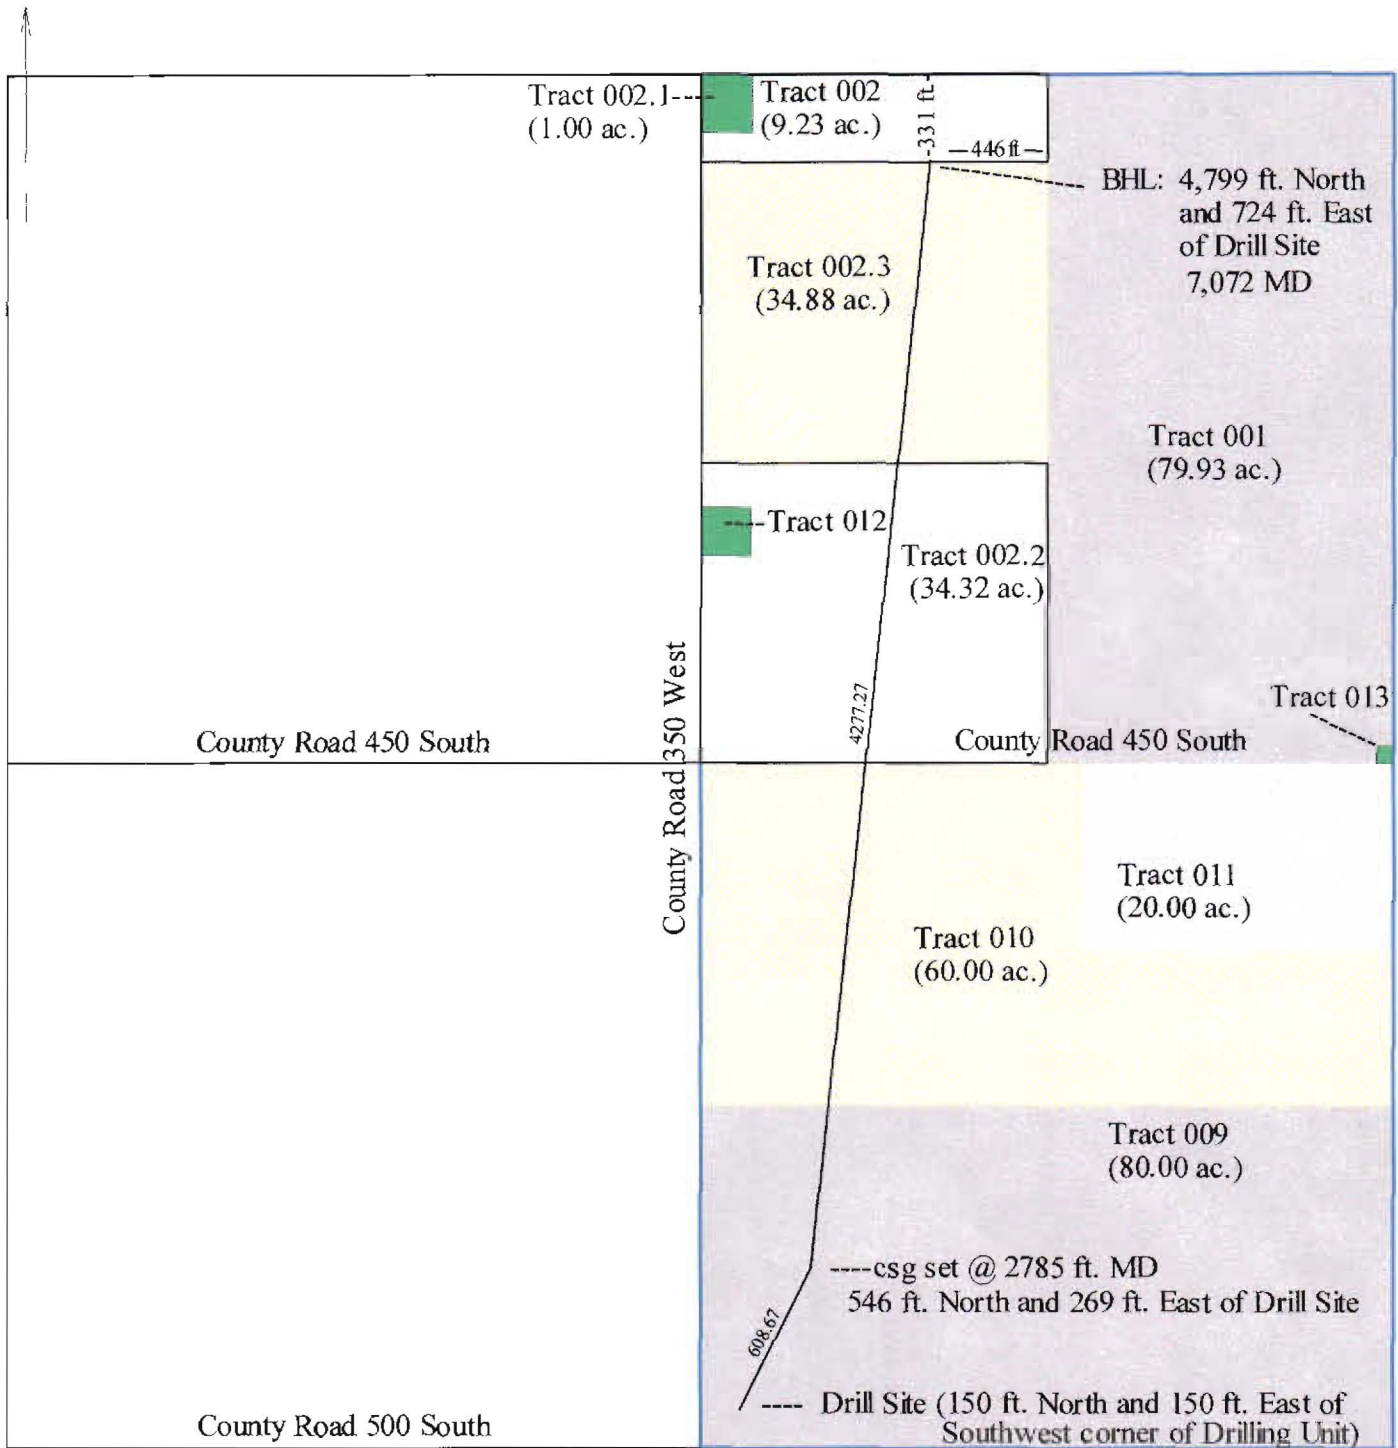 Tract 002.1
(1.00 ac.)
Tract 002
(9.23 ac.)
331 ft.
446 ft
BHL: 4,799 ft. North
and 724 ft. East
of Drill Site
7,072 MD
Tract 002.3
(34.88 ac.)
Tract 001
(79.93 ac.)
Tract 012
Tract 002.2
(34.32 ac.)
Tract 013
4277.27
County Road 350 West
County Road 450 South
County Road 450 South
Tract 011
(20.00 ac.)
Tract 010
(60.00 ac.)
Tract 009
(80.00 ac.)
csg set @ 2785 ft. MD
546 ft. North and 269 ft. East of Drill Site
608.67
Drill Site (150 ft. North and 150 ft. East of
Southwest corner of Drilling Unit)
County Road 500 South